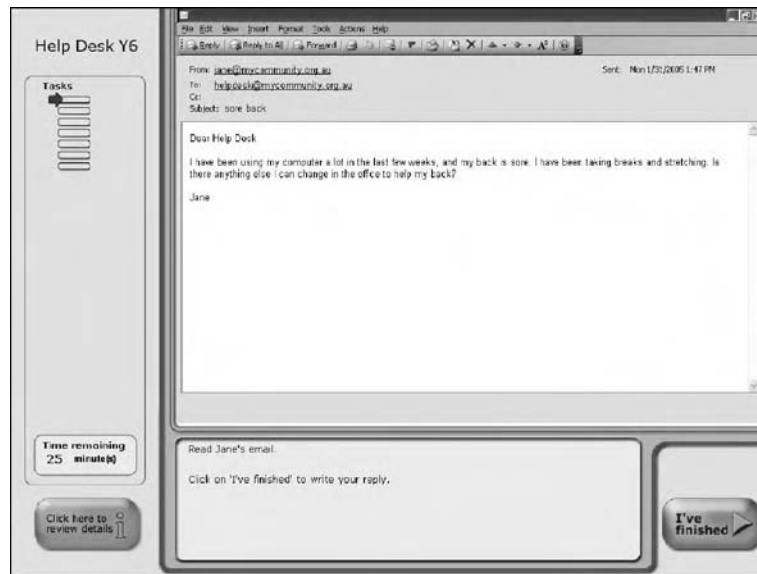 Help Desk Y6
Tasks
Time remaining
25 minute(s)
Click here to
review details
File Edit View Insert Format Tools Actions Help
Reply Reply to All Forward
From: jane@mycommunity.org.au
Sent: Mon 1/31/2005 1:47 PM
To: helpdesk@mycommunity.org.au
Cc:
Subject: sore back
Dear Help Desk
I have been using my computer a lot in the last few weeks, and my back is sore. I have been taking breaks and stretching. Is
there anything else I can change in the office to help my back?
Jane
Read Jane's email.
Click on 'I've finished' to write your reply.
I've
finished